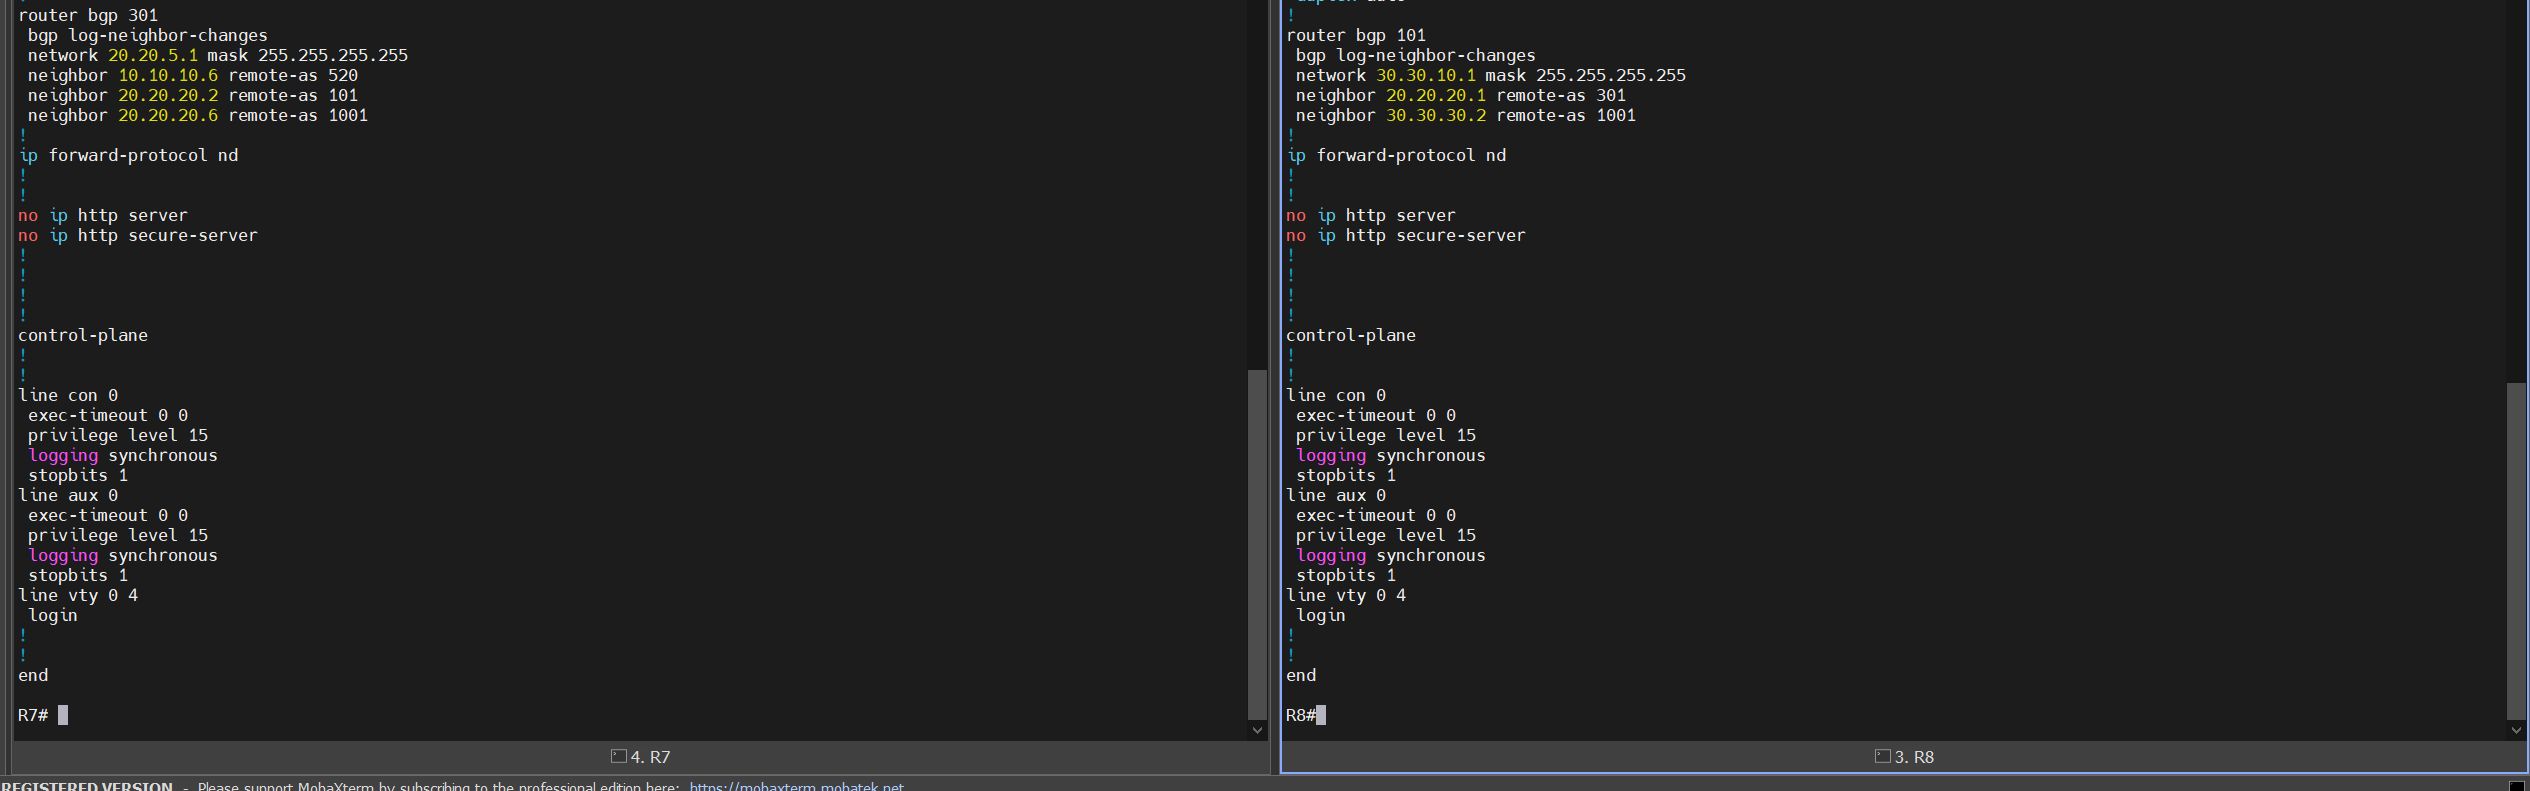 router bgp 301
 bgp log-neighbor-changes
 network 20.20.5.1 mask 255.255.255.255
 neighbor 10.10.10.6 remote-as 520
 neighbor 20.20.20.2 remote-as 101
 neighbor 20.20.20.6 remote-as 1001
!
ip forward-protocol nd
!
!
no ip http server
no ip http secure-server
!
!
!
!
control-plane
!
!
line con 0
 exec-timeout 0 0
 privilege level 15
 logging synchronous
 stopbits 1
line aux 0
 exec-timeout 0 0
 privilege level 15
 logging synchronous
 stopbits 1
line vty 0 4
 login
!
!
end
R7#
4. R7
!
router bgp 101
 bgp log-neighbor-changes
 network 30.30.10.1 mask 255.255.255.255
 neighbor 20.20.20.1 remote-as 301
 neighbor 30.30.30.2 remote-as 1001
!
ip forward-protocol nd
!
!
no ip http server
no ip http secure-server
!
!
!
!
control-plane
!
!
line con 0
 exec-timeout 0 0
 privilege level 15
 logging synchronous
 stopbits 1
line aux 0
 exec-timeout 0 0
 privilege level 15
 logging synchronous
 stopbits 1
line vty 0 4
 login
!
!
end
R8#
3. R8
REGISTERED VERSION - Please support MobaXterm by subscribing to the professional edition here: https://mobaxterm.mobatek.net